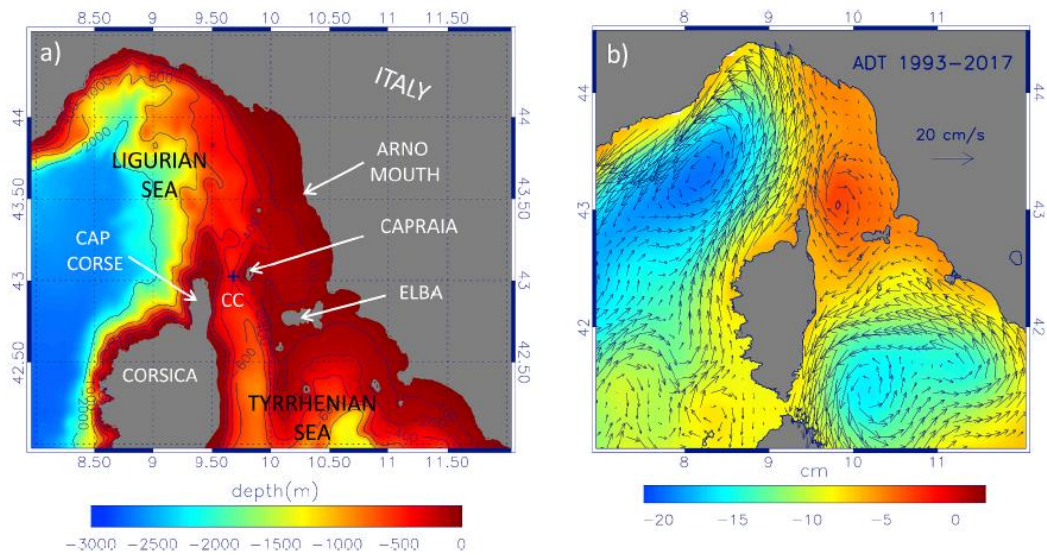 8.50 9 9.50 10 10.50 11 11.50
a)
ITALY
44
44
LIGURIAN
SEA
ARNO
MOUTH
43.50
43.50
CAP
CORSE
CAPRAIA
43
43
CC
ELBA
42.50
42.50
CORSICA
TYRRHENIAN
SEA
8.50 9 9.50 10 10.50 11 11.50
depth(m)
-3000 -2500 -2000 -1500 -1000 -500 0
8 9 10 11
b)
ADT 1993-2017
44
44
20 cm/s
43
43
42
42
8 9 10 11
cm
-20 -15 -10 -5 0